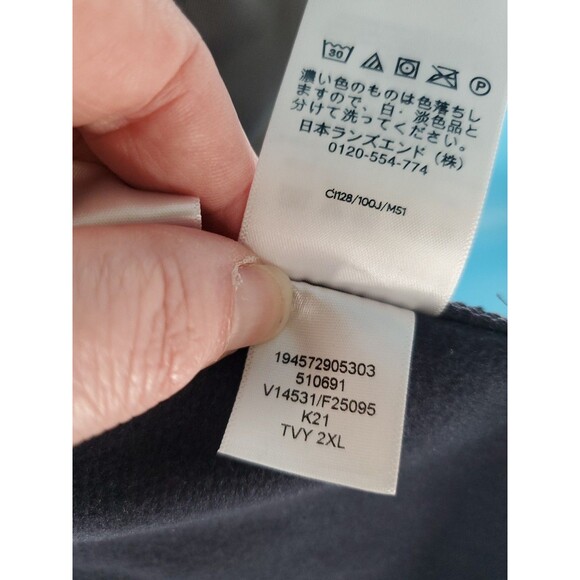 30
P
濃い色のものは色落ちし
ますので、白・淡色品と
分けて洗ってください。
日本ランズエンド（株）
0120-554-774
C1128/100J/M51
194572905303
510691
V14531/F25095
K21
TVY 2XL